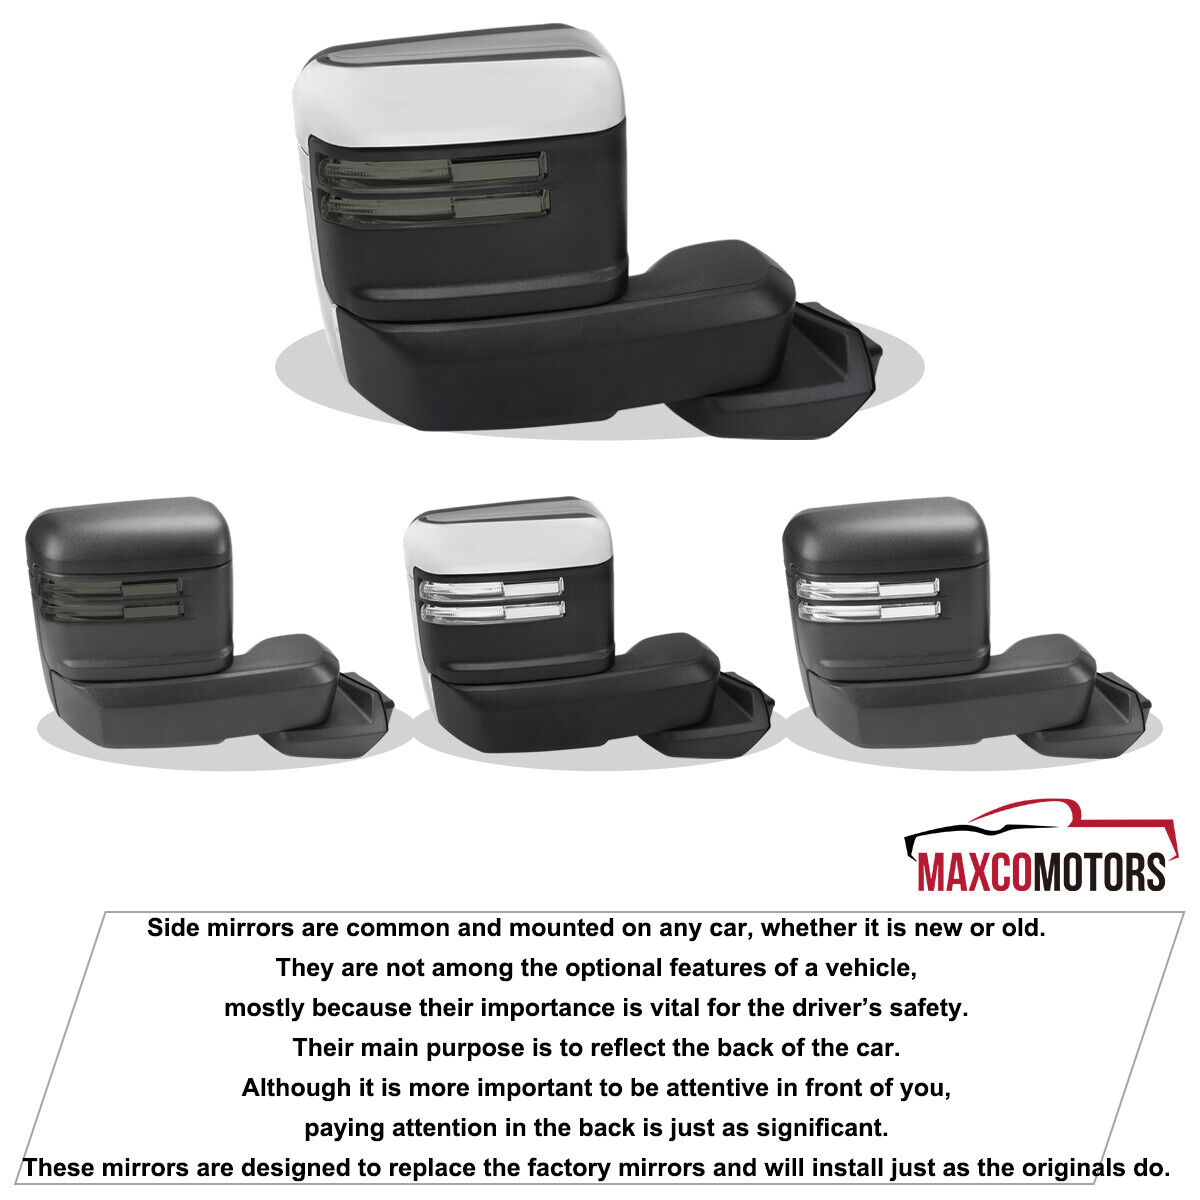 MAXCOMOTORS
Side mirrors are common and mounted on any car, whether it is new or old.
They are not among the optional features of a vehicle,
mostly because their importance is vital for the driver’s safety.
Their main purpose is to reflect the back of the car.
Although it is more important to be attentive in front of you,
paying attention in the back is just as significant.
These mirrors are designed to replace the factory mirrors and will install just as the originals do.